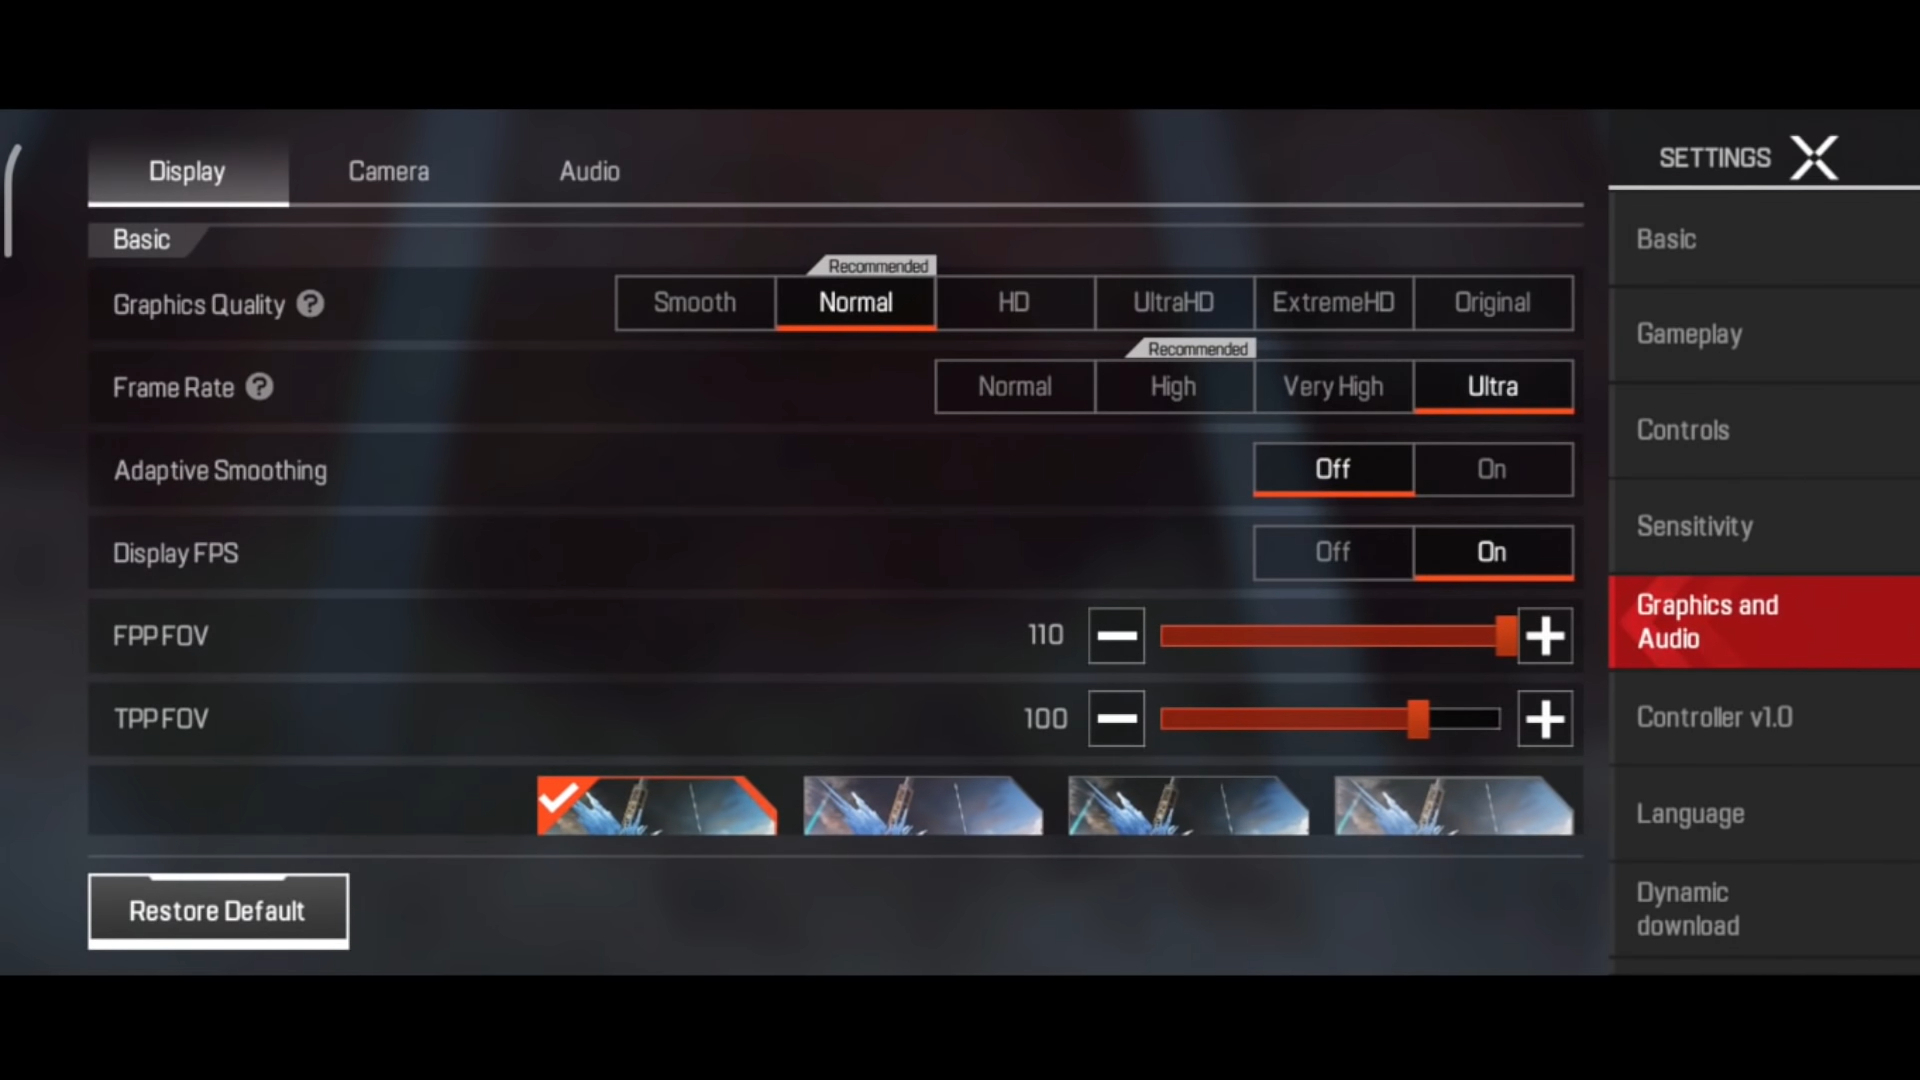 Display Camera Audio
SETTINGS
Basic
Recommended
Graphics Quality ? Smooth Normal HD UltraHD ExtremeHD Original
Recommended
Frame Rate ? Normal High Very High Ultra
Adaptive Smoothing Off On
Display FPS Off On
FPP FOV 110
TPP FOV 100
Restore Default
Basic
Gameplay
Controls
Sensitivity
Graphics and
Audio
Controller v1.0
Language
Dynamic
download